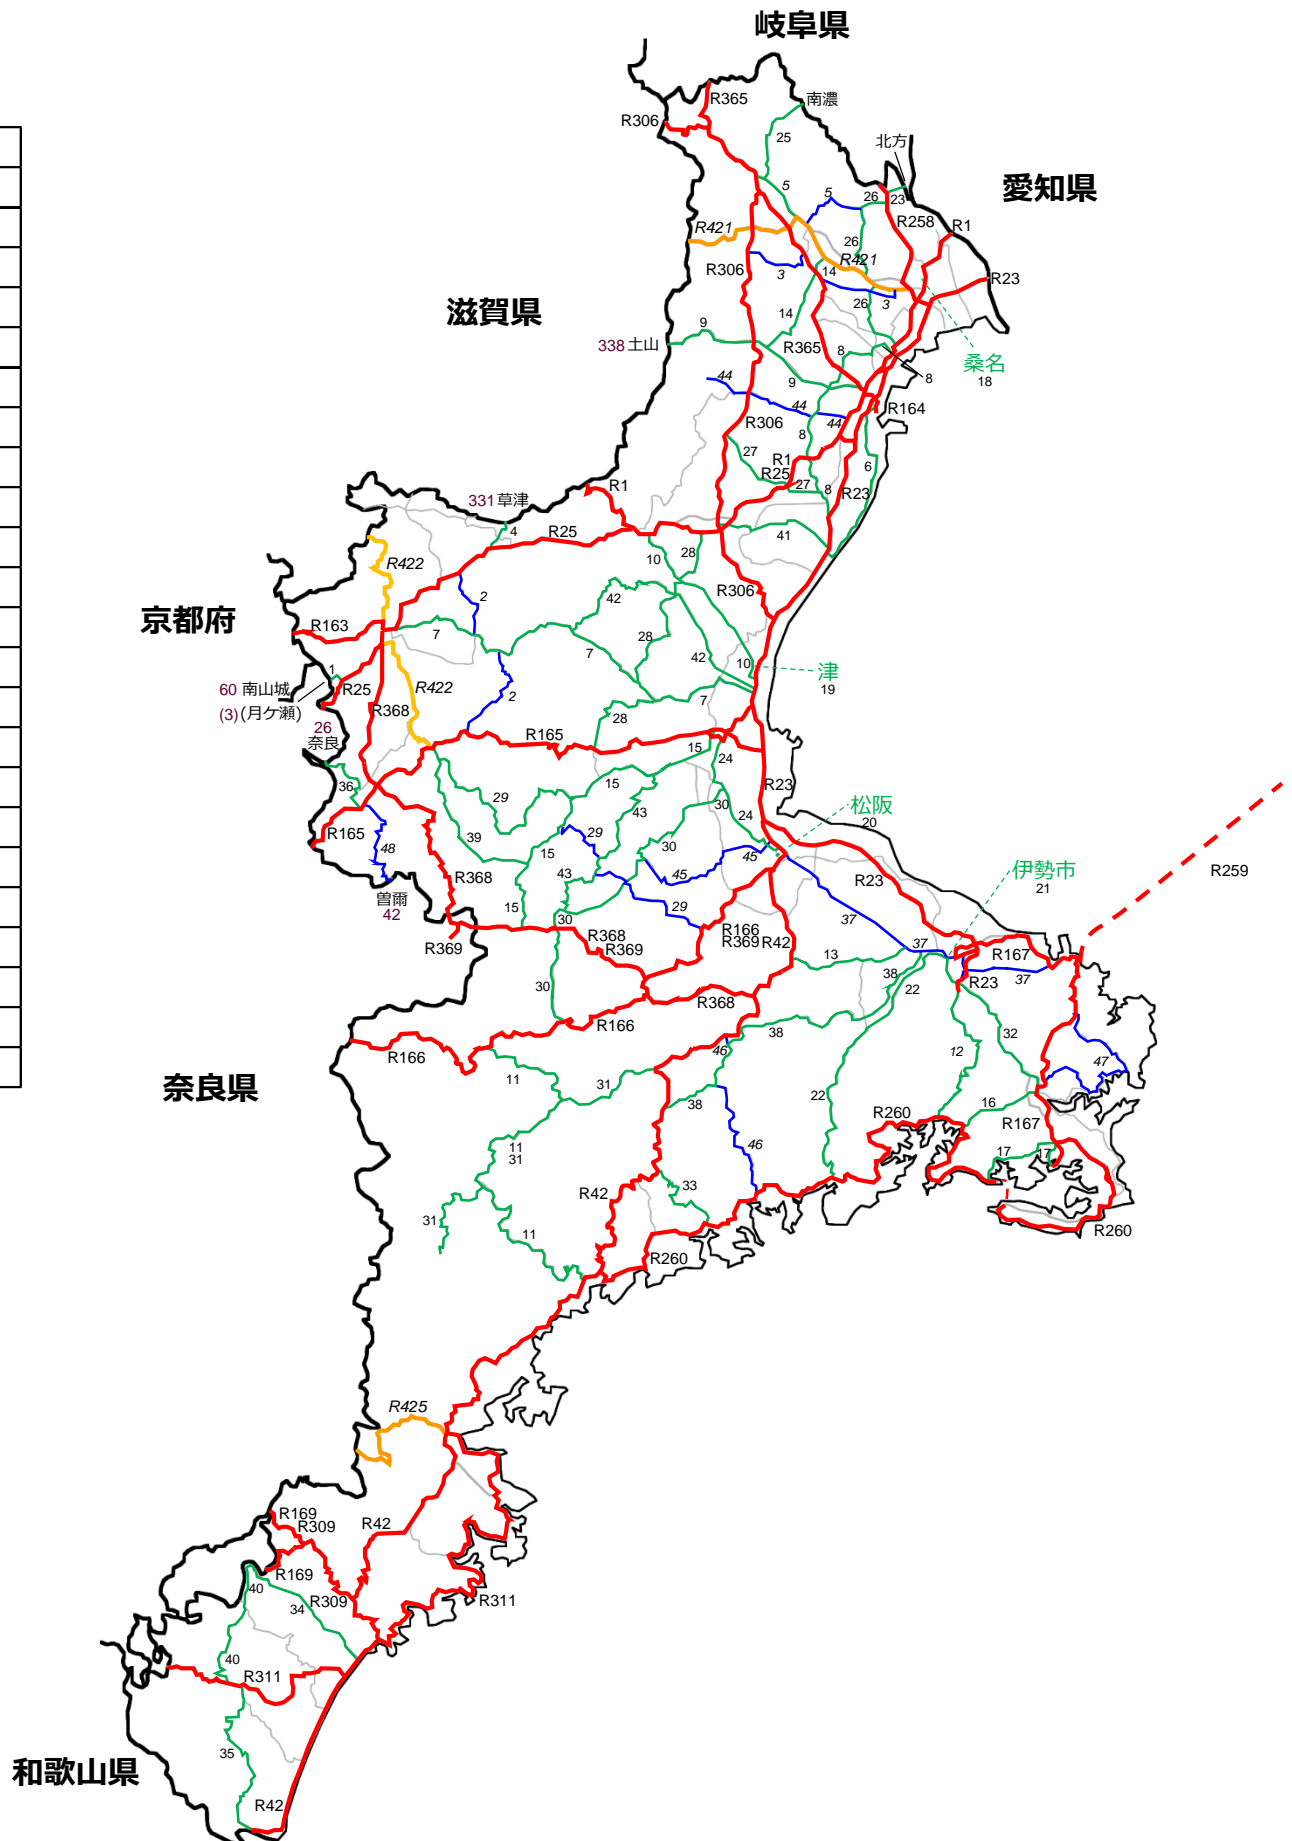 岐阜県
R365
南濃
R306
25
北方
愛知県
5
5
26
23
R258
R1
R421
26
R421
R306
3
14
R23
滋賀県
26
3
9
14
338 土山
R365
8
桑名
18
8
44
9
44
R164
R306
44
8
27
R1
R25
6
27
8
R23
R1
331 草津
4
R25
41
10
28
R422
R306
2
42
京都府
R163
7
28
7
42
10
津
19
1
60 南山城
R25
R422
2
(3) (月ケ瀬)
R368
7
26
奈良
28
R165
15
24
36
R23
15
29
松阪
20
43
30
24
R165
39
29
48
15
30
45
伊勢市
21
R259
R368
43
45
曽爾
42
29
R23
15
30
37
R369
R368
R369
R166
R369
R42
37
R167
13
38
R23
37
30
22
R368
R166
38
32
R166
46
12
47
奈良県
11
31
38
22
16
R260
R167
11
31
46
17
17
R42
33
31
11
R260
R260
R425
R169
R309
R42
R169
40
R309
34
R311
40
R311
35
和歌山県
R42